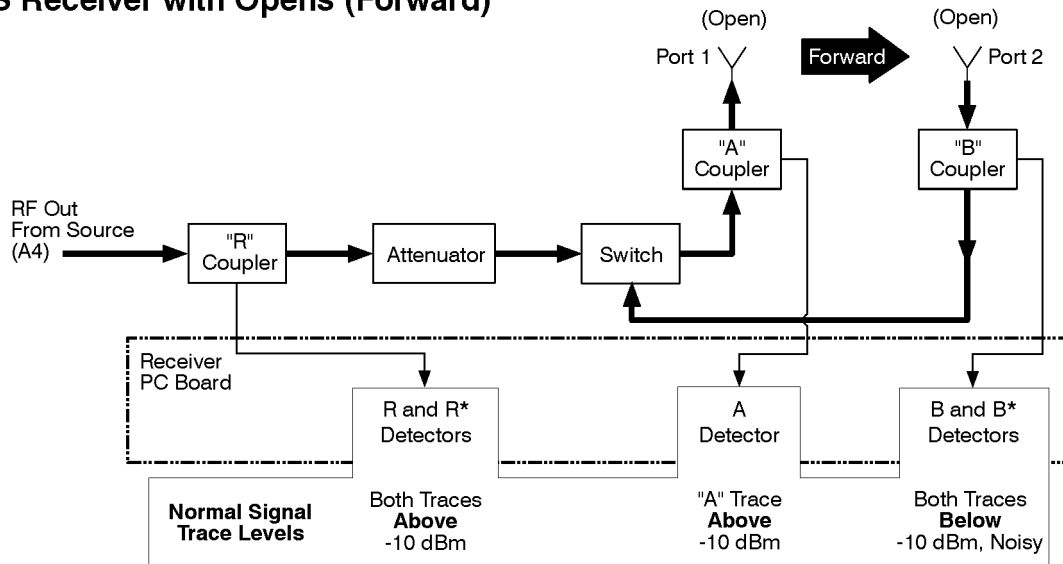 Receiver with Opens (Forward)
(Open)
(Open)
Port 1
Forward
Port 2
"A"
Coupler
"B"
Coupler
RF Out
From Source
(A4)
"R"
Coupler
Attenuator
Switch
Receiver
PC Board
R and R*
Detectors
A
Detector
B and B*
Detectors
Normal Signal
Trace Levels
Both Traces
Above
-10 dBm
"A" Trace
Above
-10 dBm
Both Traces
Below
-10 dBm, Noisy